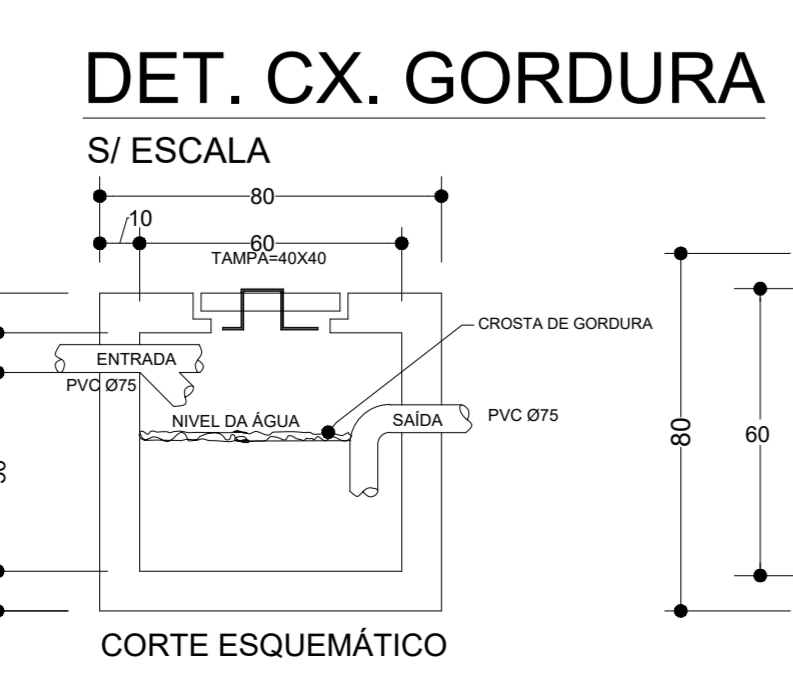 DET. CX. GORDURA
S/ ESCALA
80
10
60
TAMPA=40X40
CROSTA DE GORDURA
ENTRADA
PVC Ø75
NIVEL DA ÁGUA
SAÍDA
PVC Ø75
80
60
CORTE ESQUEMÁTICO